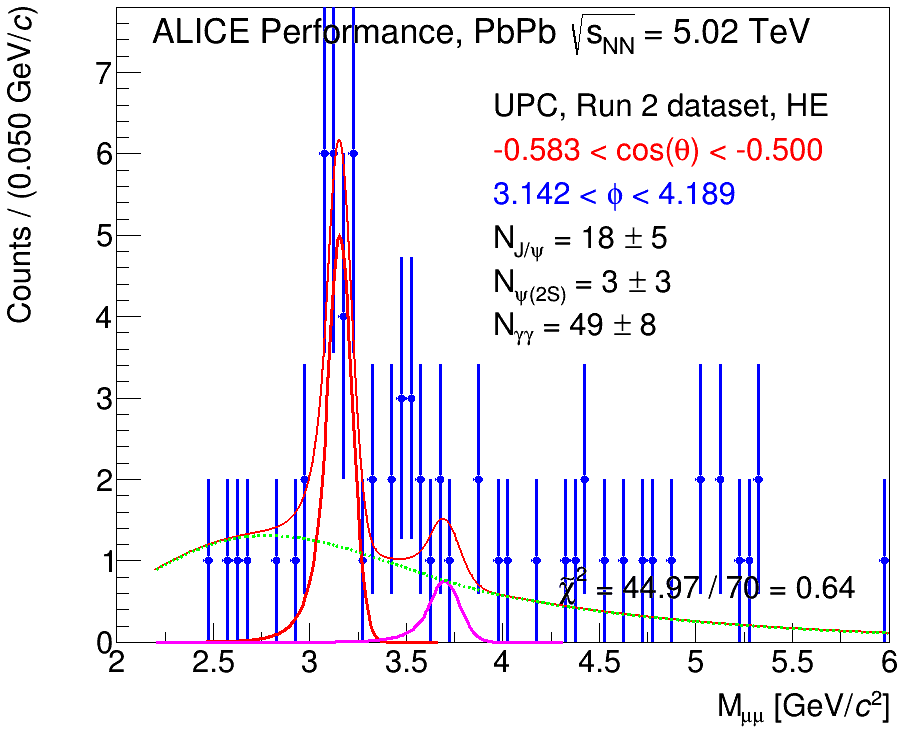 ALICE Performance, PbPb √sNN = 5.02 TeV
UPC, Run 2 dataset, HE
-0.583 < cos(θ) < -0.500
3.142 < ϕ < 4.189
NJ/ψ = 18 ± 5
Nψ(2S) = 3 ± 3
Nγγ = 49 ± 8
χ̃² = 44.97 / 70 = 0.64
Counts / (0.050 GeV/c)
7
6
5
4
3
2
1
0
2 2.5 3 3.5 4 4.5 5 5.5 6
Mμμ [GeV/c²]